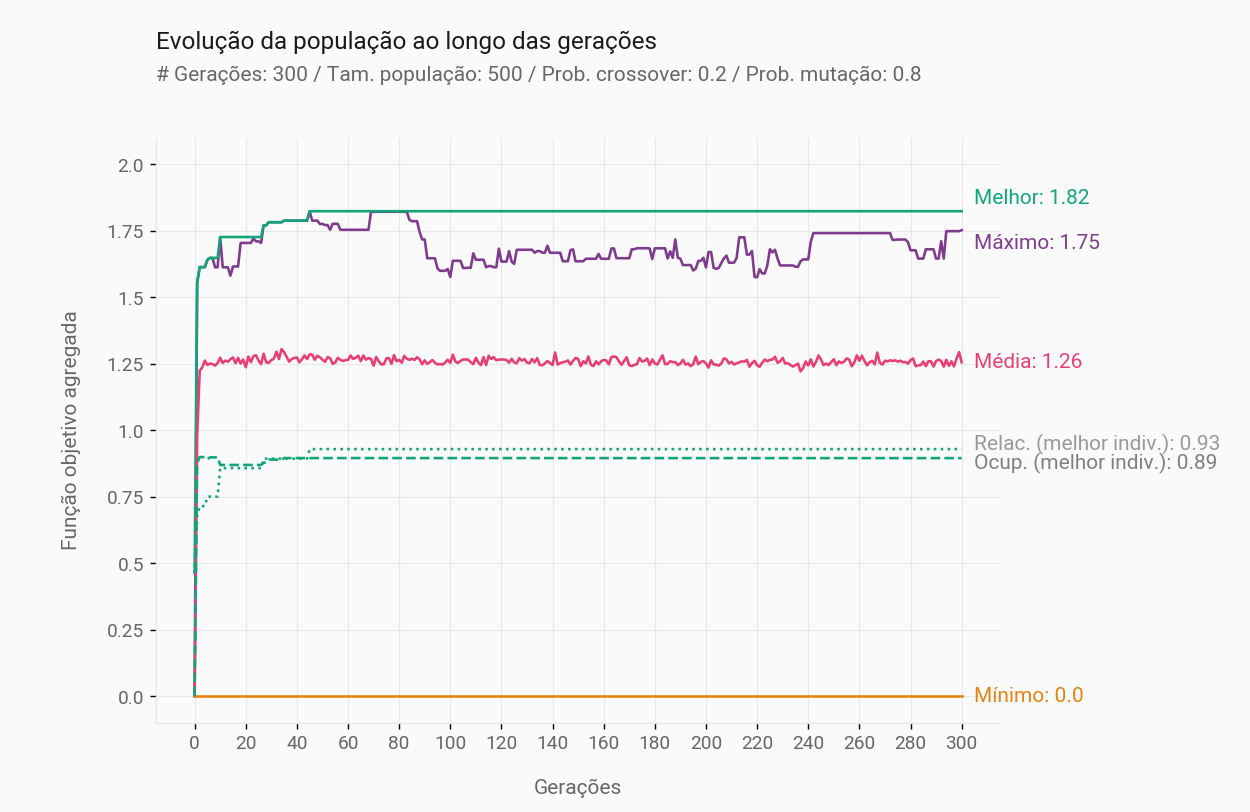 Evolução da população ao longo das gerações
# Gerações: 300 / Tam. população: 500 / Prob. crossover: 0.2 / Prob. mutação: 0.8
Função objetivo agregada
2.0
1.75
1.5
1.25
1.0
0.75
0.5
0.25
0.0
Melhor: 1.82
Máximo: 1.75
Média: 1.26
Relac. (melhor indiv.): 0.93
Ocup. (melhor indiv.): 0.89
Mínimo: 0.0
0 20 40 60 80 100 120 140 160 180 200 220 240 260 280 300
Gerações